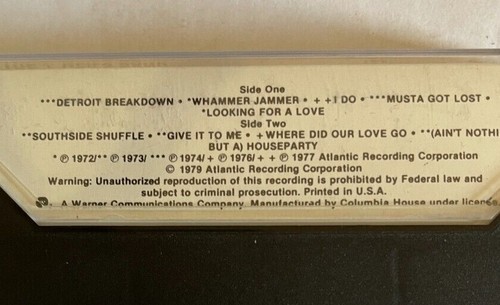 Side One
***DETROIT BREAKDOWN • *WHAMMER JAMMER • + +I DO • ***MUSTA GOT LOST •
*LOOKING FOR A LOVE
Side Two
**SOUTHSIDE SHUFFLE • **GIVE IT TO ME • +WHERE DID OUR LOVE GO • **(AIN'T NOTHI
BUT A) HOUSEPARTY
* ℗ 1972/** ℗ 1973/ *** ℗ 1974/+ ℗ 1976/+ + ℗ 1977 Atlantic Recording Corporation
© 1979 Atlantic Recording Corporation
Warning: Unauthorized reproduction of this recording is prohibited by Federal law and
subject to criminal prosecution. Printed in U.S.A.
A Warner Communications Company. Manufactured by Columbia House under license.